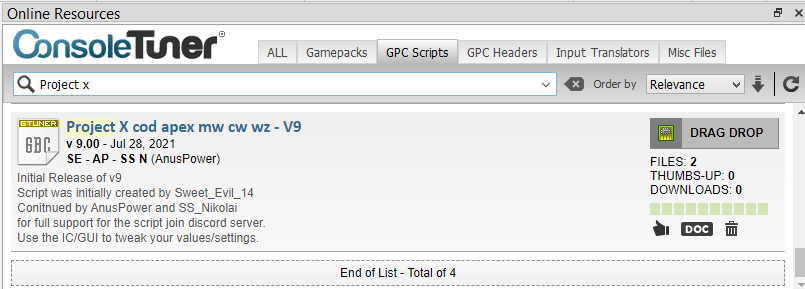 Online Resources
ConsoleTuner®
ALL
Gamepacks
GPC Scripts
GPC Headers
Input Translators
Misc Files
Project x
Order by
Relevance
GTUNER
GBC
Project X cod apex mw cw wz - V9
v 9.00 - Jul 28, 2021
SE - AP - SS N (AnusPower)
Initial Release of v9
Script was initially created by Sweet_Evil_14
Conitnued by AnusPower and SS_Nikolai
for full support for the script join discord server.
Use the IC/GUI to tweak your values/settings.
DRAG DROP
FILES: 2
THUMBS-UP: 0
DOWNLOADS: 0
DOC
End of List - Total of 4